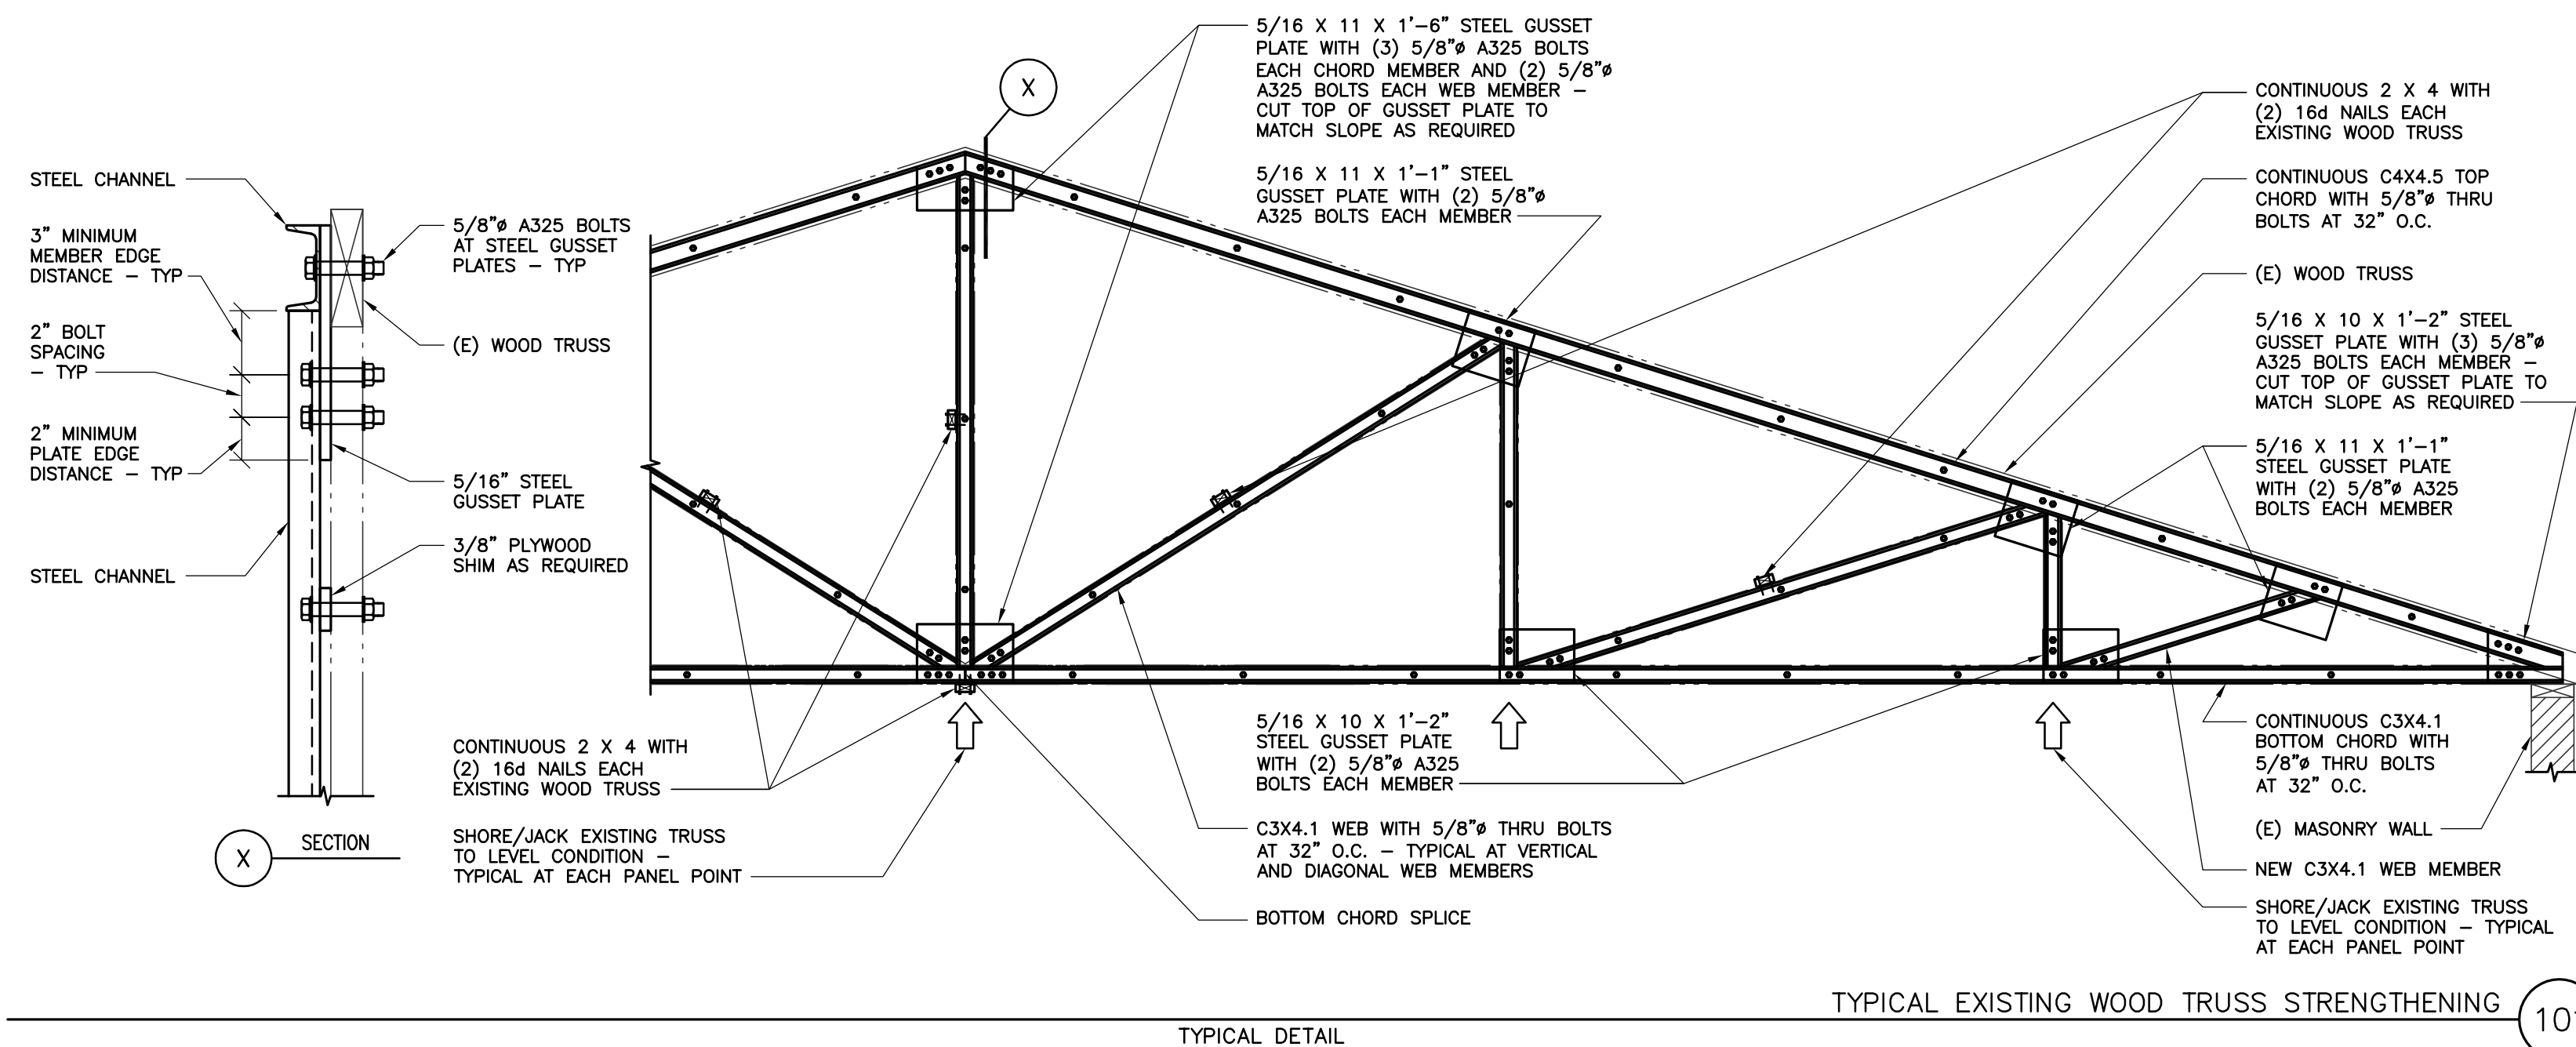 STEEL CHANNEL
3" MINIMUM
MEMBER EDGE
DISTANCE – TYP
2" BOLT
SPACING
– TYP
2" MINIMUM
PLATE EDGE
DISTANCE – TYP
STEEL CHANNEL
5/8"ø A325 BOLTS
AT STEEL GUSSET
PLATES – TYP
(E) WOOD TRUSS
5/16" STEEL
GUSSET PLATE
3/8" PLYWOOD
SHIM AS REQUIRED
X
SECTION
CONTINUOUS 2 X 4 WITH
(2) 16d NAILS EACH
EXISTING WOOD TRUSS
SHORE/JACK EXISTING TRUSS
TO LEVEL CONDITION –
TYPICAL AT EACH PANEL POINT
X
5/16 X 11 X 1'–6" STEEL GUSSET
PLATE WITH (3) 5/8"ø A325 BOLTS
EACH CHORD MEMBER AND (2) 5/8"ø
A325 BOLTS EACH WEB MEMBER –
CUT TOP OF GUSSET PLATE TO
MATCH SLOPE AS REQUIRED
5/16 X 11 X 1'–1" STEEL
GUSSET PLATE WITH (2) 5/8"ø
A325 BOLTS EACH MEMBER
5/16 X 10 X 1'–2"
STEEL GUSSET PLATE
WITH (2) 5/8"ø A325
BOLTS EACH MEMBER
C3X4.1 WEB WITH 5/8"ø THRU BOLTS
AT 32" O.C. – TYPICAL AT VERTICAL
AND DIAGONAL WEB MEMBERS
BOTTOM CHORD SPLICE
CONTINUOUS 2 X 4 WITH
(2) 16d NAILS EACH
EXISTING WOOD TRUSS
CONTINUOUS C4X4.5 TOP
CHORD WITH 5/8"ø THRU
BOLTS AT 32" O.C.
(E) WOOD TRUSS
5/16 X 10 X 1'–2" STEEL
GUSSET PLATE WITH (3) 5/8"ø
A325 BOLTS EACH MEMBER –
CUT TOP OF GUSSET PLATE TO
MATCH SLOPE AS REQUIRED
5/16 X 11 X 1'–1"
STEEL GUSSET PLATE
WITH (2) 5/8"ø A325
BOLTS EACH MEMBER
CONTINUOUS C3X4.1
BOTTOM CHORD WITH
5/8"ø THRU BOLTS
AT 32" O.C.
(E) MASONRY WALL
NEW C3X4.1 WEB MEMBER
SHORE/JACK EXISTING TRUSS
TO LEVEL CONDITION – TYPICAL
AT EACH PANEL POINT
TYPICAL EXISTING WOOD TRUSS STRENGTHENING
TYPICAL DETAIL